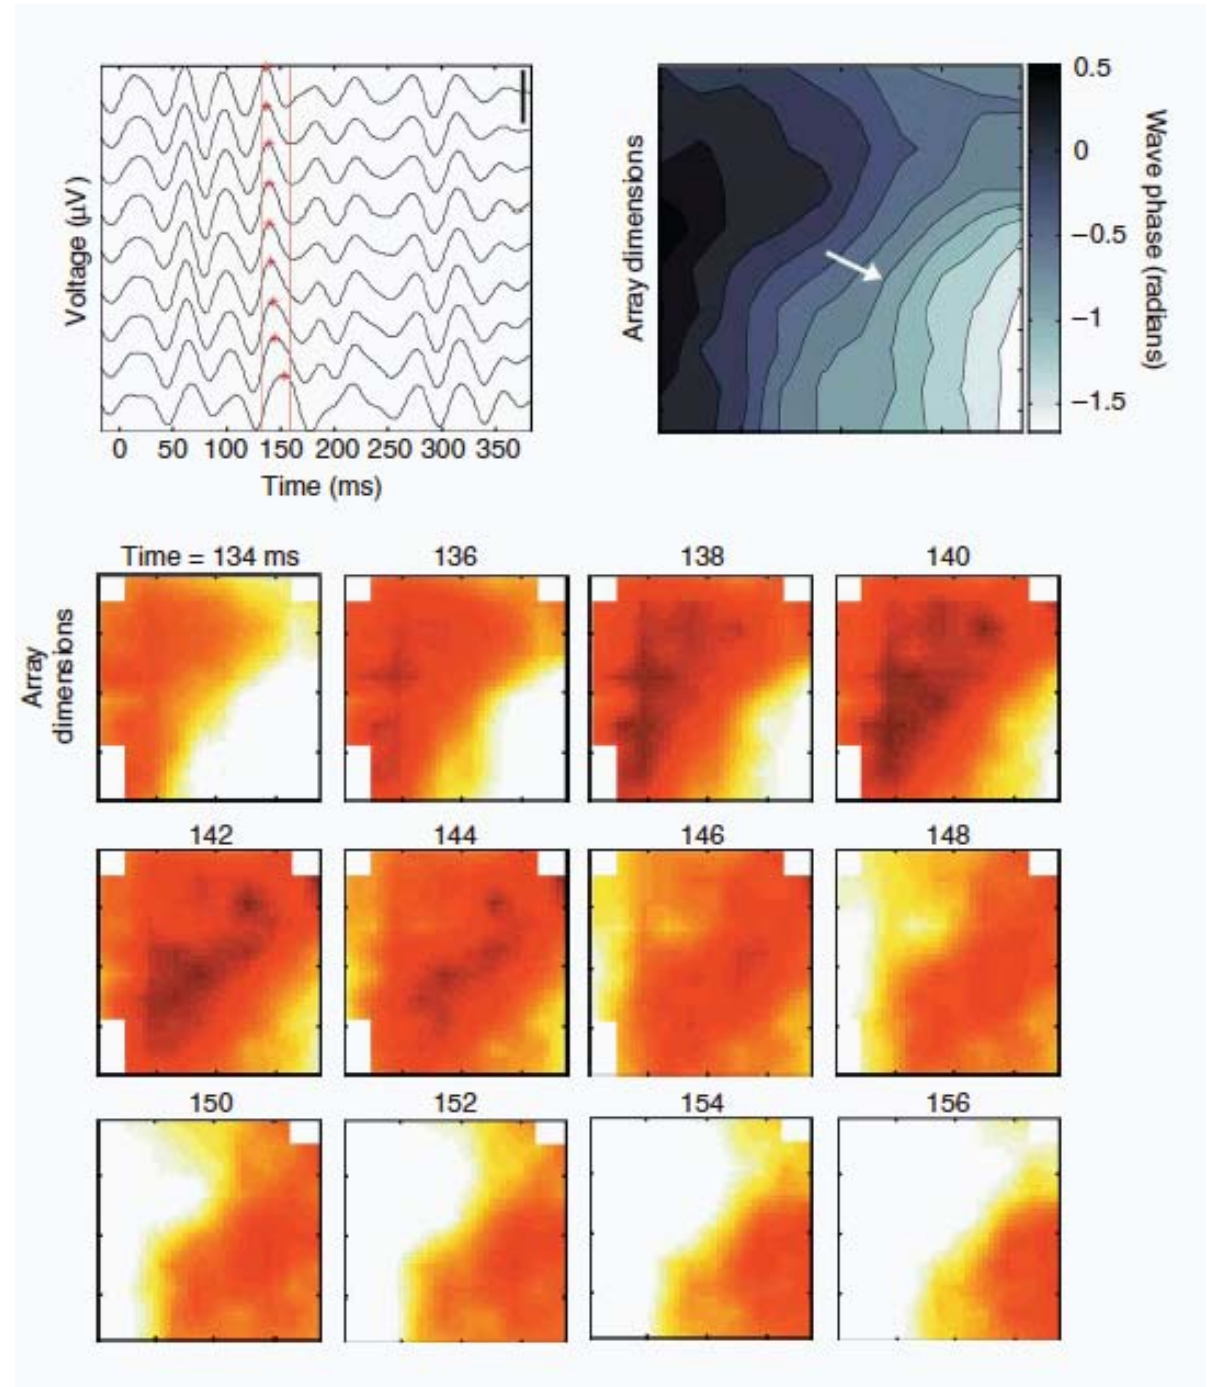 Voltage (µV)
0 50 100 150 200 250 300 350
Time (ms)
Array dimensions
0.5
0
−0.5
−1
−1.5
Wave phase (radians)
Time = 134 ms 136 138 140
Array
dimensions
142 144 146 148
150 152 154 156